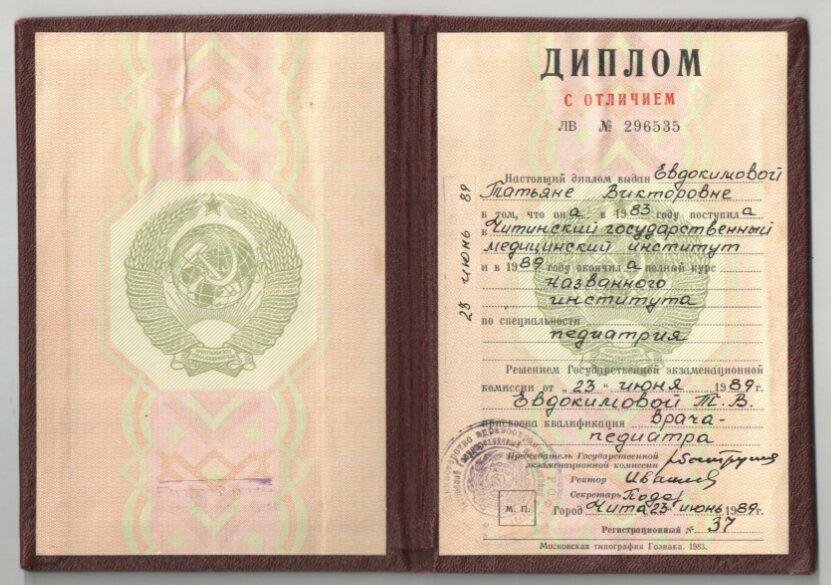 ДИПЛОМ
С ОТЛИЧИЕМ
ЛВ № 296535
Настоящий диплом выдан Евдокимовой
Татьяне Викторовне
в том, что она в 1983 году поступила
в Читинский государственный
медицинский институт
и в 1989 году окончила полный курс
названного
института
по специальности
педиатрия
Решением Государственной экзаменационной
комиссии от „23" июня 1989 г.
Евдокимовой Т. В.
присвоена квалификация врача-
педиатра
Председатель Государственной
экзаменационной комиссии
Ректор
Секретарь
М. П.
Город Чита 23 июнь 1989 г.
Регистрационный № 37
Московская типография Гознака. 1983.
28 июнь 89